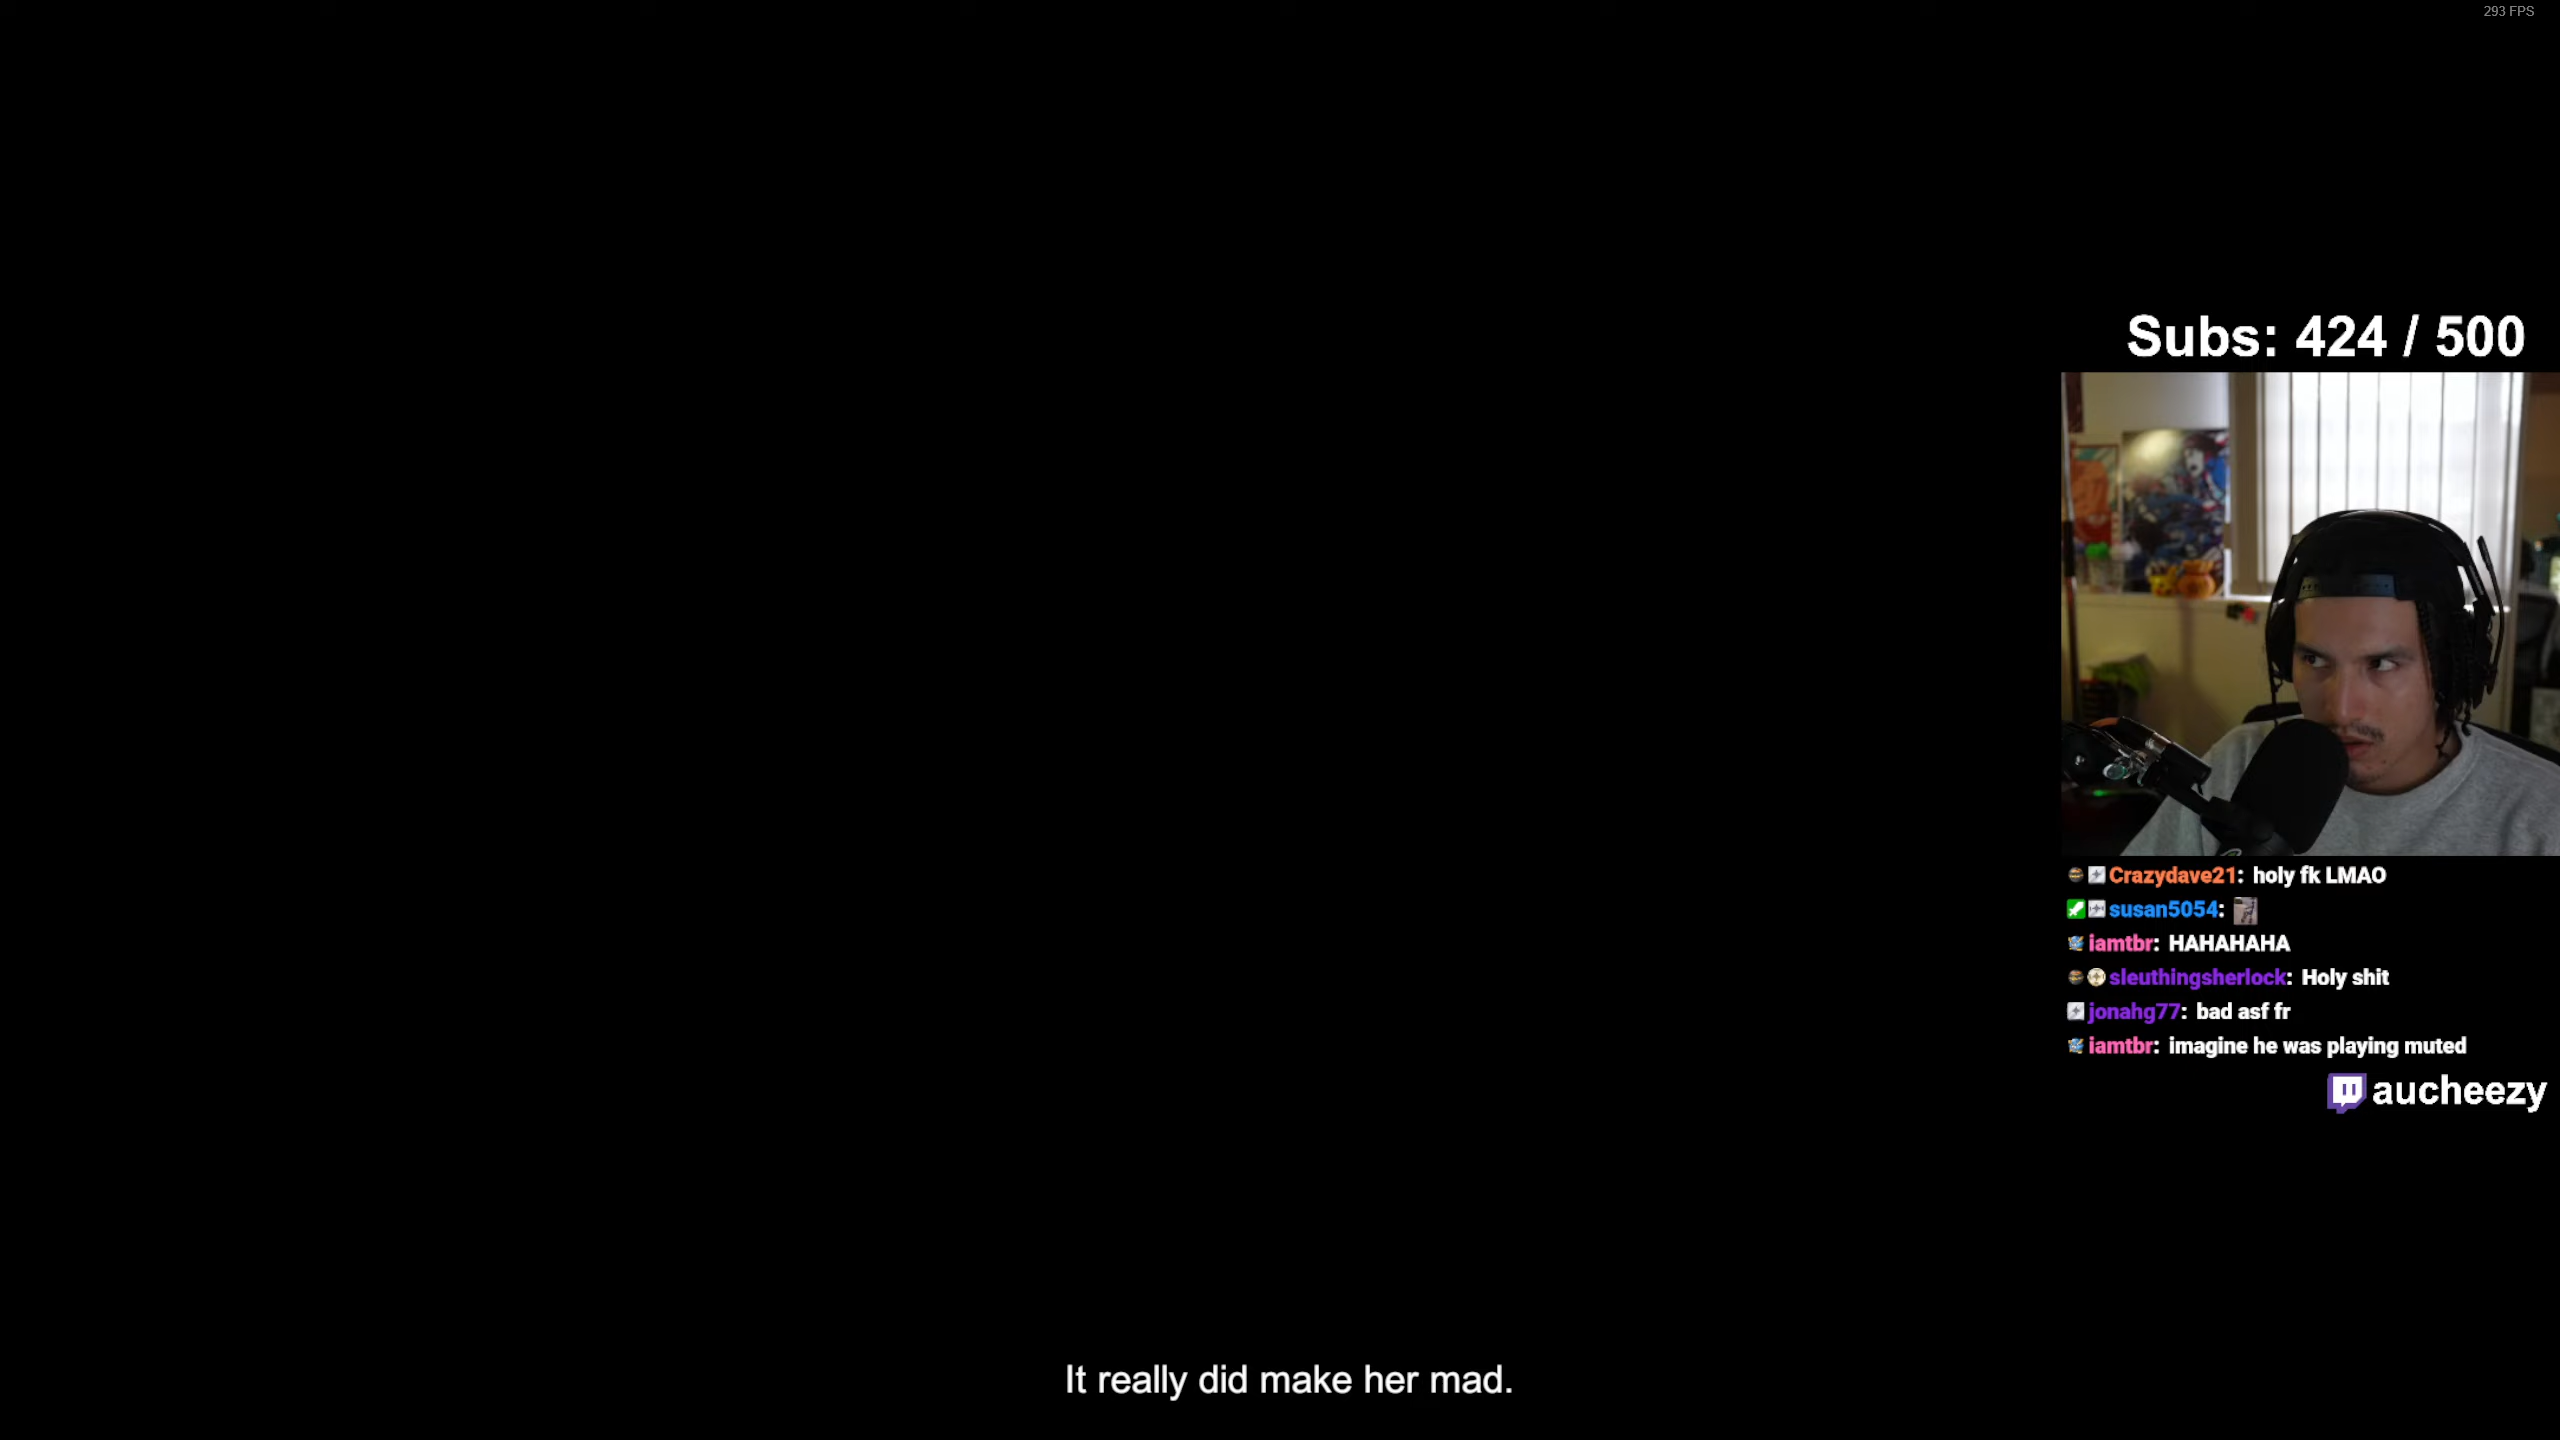 293 FPS
Subs: 424 / 500
Crazydave21: holy fk LMAO
susan5054:
iamtbr: HAHAHAHA
sleuthingsherlock: Holy shit
jonahg77: bad asf fr
iamtbr: imagine he was playing muted
aucheezy
It really did make her mad.